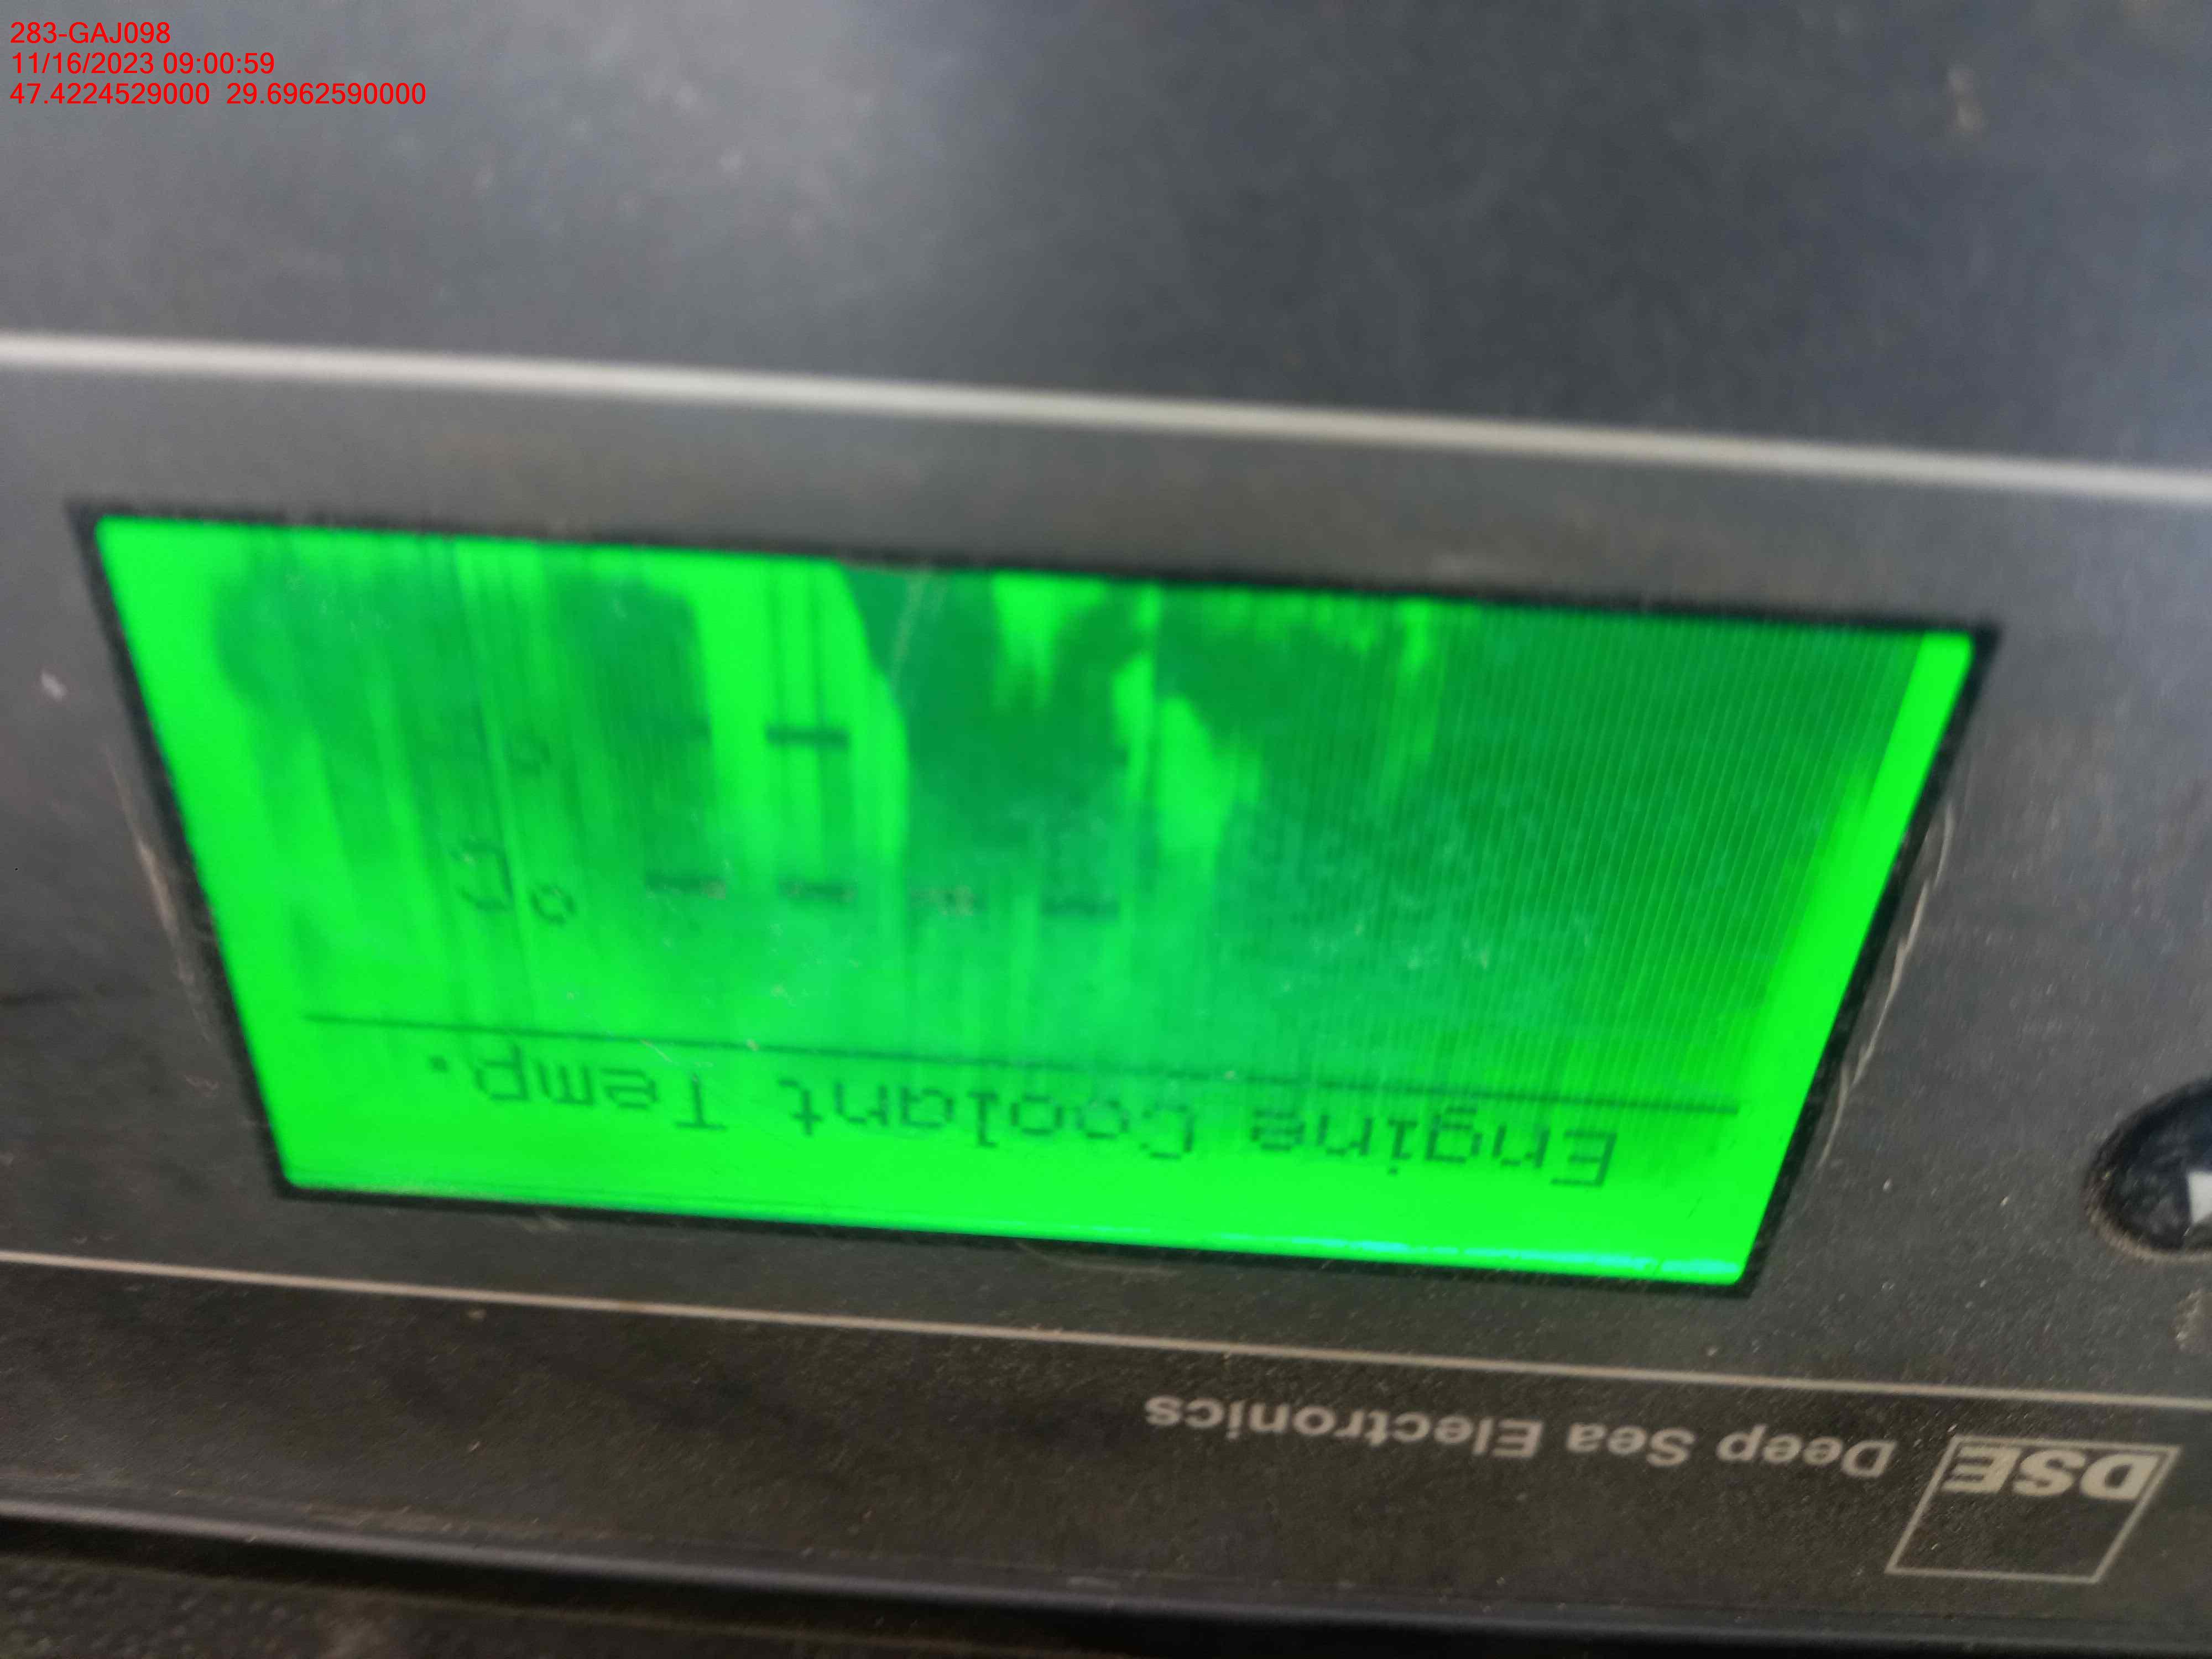 283-GAJ098
11/16/2023 09:00:59
47.4224529000 29.6962590000
DSE Deep Sea Electronics
Engine Coolant Temp.
---- °C